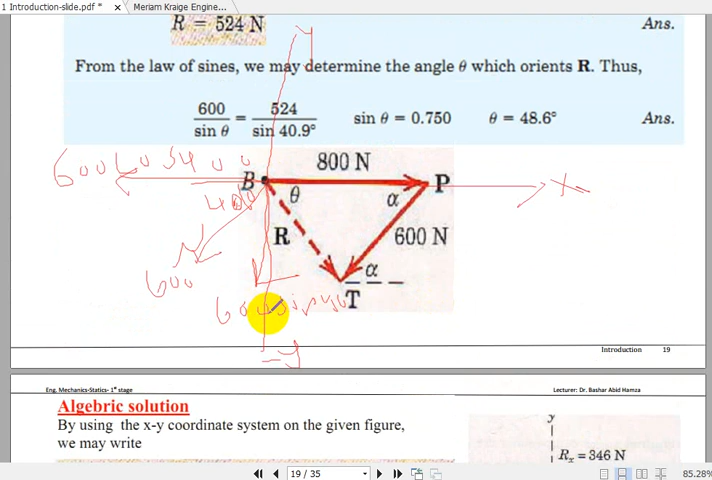 1 Introduction-slide.pdf * × Meriam Kraige Engine... ×
R = 524 N Ans.
From the law of sines, we may determine the angle θ which orients R. Thus,
600 / sin θ = 524 / sin 40.9° sin θ = 0.750 θ = 48.6° Ans.
y
800 N
B P x
θ α
R 600 N
600
α
T
-y
Introduction 19
Eng. Mechanics-Statics- 1st stage Lecturer: Dr. Bashar Abid Hamza
Algebric solution
By using the x-y coordinate system on the given figure,
we may write
y
Rx = 346 N
19 / 35 85.28%